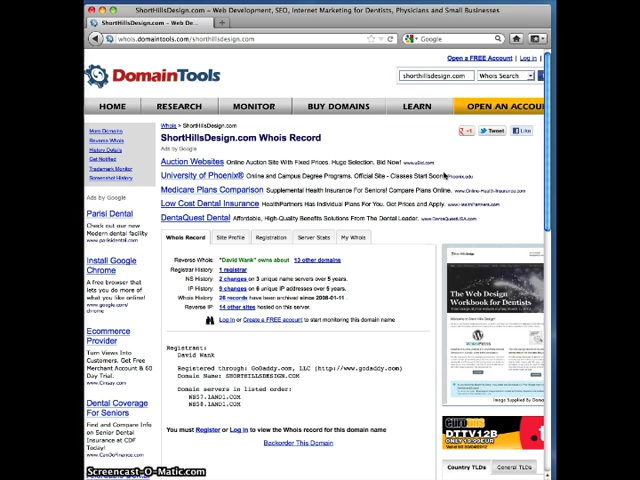 ShortHillsDesign.com – Web Development, SEO, Internet Marketing for Dentists, Physicians and Small Businesses
ShortHillsDesign.com – Web De...
whois.domaintools.com/shorthillsdesign.com
Google
Open a FREE Account
Log in
DomainTools
shorthillsdesign.com
Whois Search
HOME
RESEARCH
MONITOR
BUY DOMAINS
LEARN
OPEN AN ACCOU
Whois > ShortHillsDesign.com
ShortHillsDesign.com Whois Record
+1
Tweet
Like
Mom Domains
Reverse Whois
History Details
Get Notified
Trademark Monitor
Screenshot History
Ads by Google
Auction Websites Online Auction Site With Fixed Prices. Huge Selection. Bid Now!
University of Phoenix® Online and Campus Degree Programs. Official Site - Classes Start Soon
Medicare Plans Comparison Supplemental Health Insurance For Seniors! Compare Plans Online. www.Online-Health-Insurance.com
Low Cost Dental Insurance HealthPartners Has Individual Plans For You. Get Prices and Apply. www.HealthPartners.com
DentaQuest Dental Affordable, High-Quality Benefits Solutions From The Dental Leader. www.DentaQuestUSA.com
Ads by Google
Parisi Dental
Check out our new
Modern dental facility
www.parisidental.com
Install Google
Chrome
A free browser
that lets you do
more of what
you like!
www.google.com/
chrome
Ecommerce
Provider
Turn Views Into
Customers. Get Free
Merchant Account & 60
Day Trial.
www.Cinsay.com
Dental Coverage
For Seniors
Find and Compare Info
on Senior Dental
Insurance at CDF
Today!
www.CanDoFinance.com
Whois Record
Site Profile
Registration
Server Stats
My Whois
Reverse Whois: "David Wank" owns about 13 other domains
Registrar History: 1 registrar
NS History: 2 changes on 3 unique name servers over 5 years.
IP History: 9 changes on 6 unique IP addresses over 5 years.
Whois History: 26 records have been archived since 2008-01-11 .
Reverse IP: 14 other sites hosted on this server.
Log In or Create a FREE account to start monitoring this domain name
Registrant:
David Wank
Registered through: GoDaddy.com, LLC (http://www.godaddy.com)
Domain Name: SHORTHILLSDESIGN.COM
Domain servers in listed order:
NS57.1AND1.COM
NS58.1AND1.COM
You must Register or Log in to view the Whois record for this domain name
Backorder This Domain
The Web Design
Workbook for Dentists
WordPress
Image Supplied By Domai
DTTV12B
ONLY 13.99EUR
Country TLDs
General TLDs
Screencast-O-Matic.com